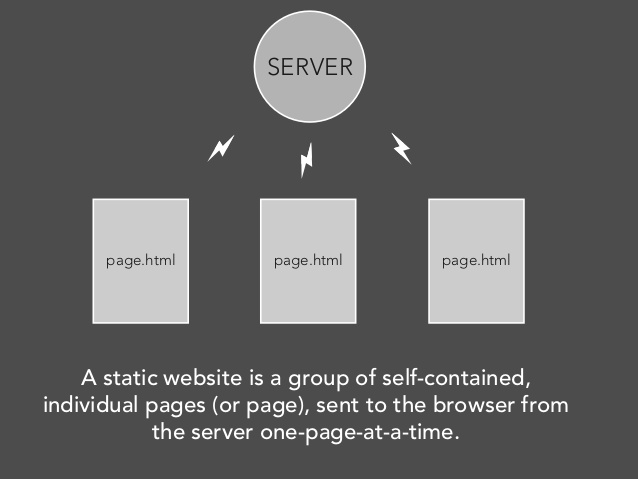 SERVER
page.html
page.html
page.html
A static website is a group of self-contained,
individual pages (or page), sent to the browser from
the server one-page-at-a-time.